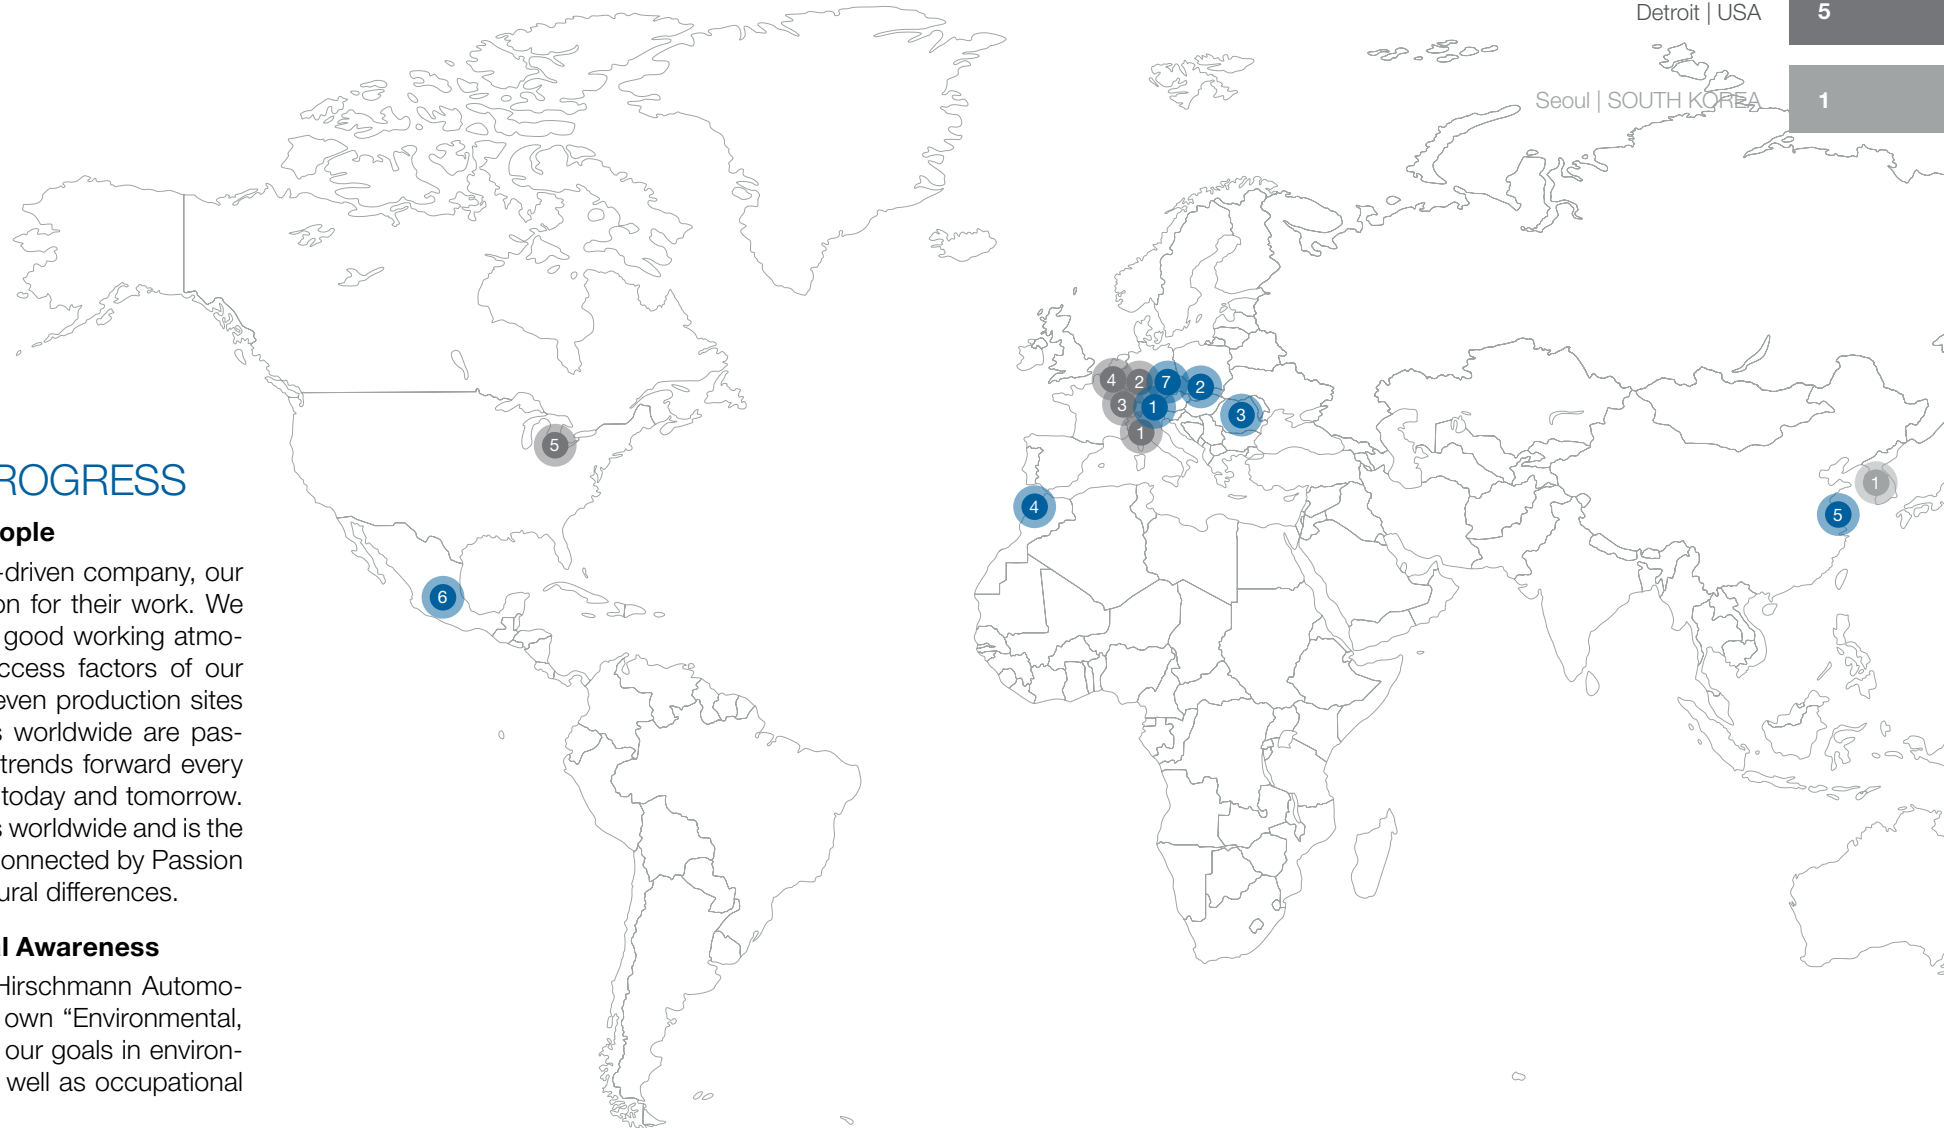 Detroit | USA 5
Seoul | SOUTH KOREA 1
4
2
7
2
3
1
3
1
5
4
1
5
6
ROGRESS
ople
-driven company, our
on for their work. We
good working atmo-
ccess factors of our
even production sites
s worldwide are pas-
trends forward every
today and tomorrow.
s worldwide and is the
onnected by Passion
ural differences.
l Awareness
Hirschmann Automo-
own “Environmental,
our goals in environ-
well as occupational